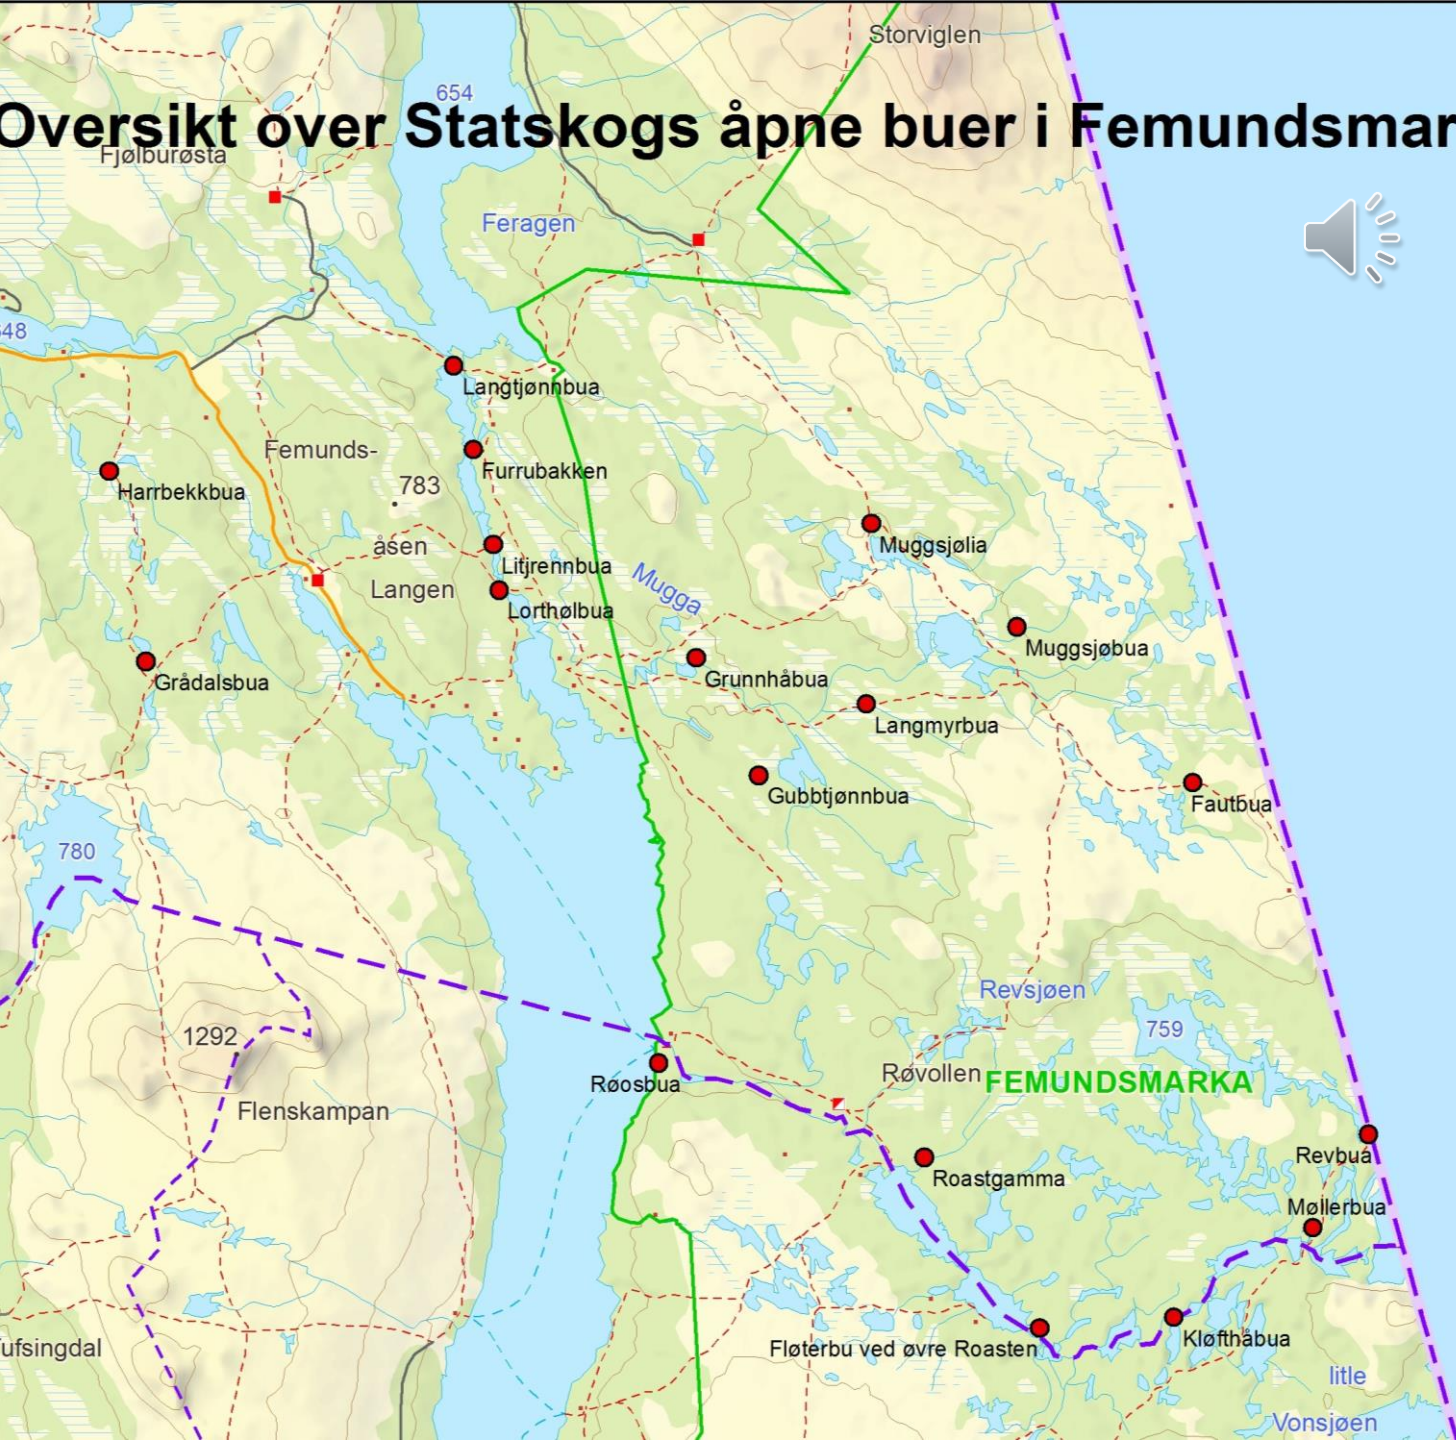 Storviglen
654
Oversikt over Statskogs åpne buer i Femundsmar
Fjølburøsta
Feragen
Langtjønnbua
Femunds-
Furrubakken
783
Harrbekkbua
åsen
Muggsjølia
Litjrennbua
Langen
Mugga
Lorthølbua
Muggsjøbua
Grådalsbua
Grunnhåbua
Langmyrbua
Gubbtjønnbua
Fautbua
780
Revsjøen
759
1292
Røvollen
FEMUNDSMARKA
Røosbua
Flenskampan
Revbua
Roastgamma
Møllerbua
Fløterbu ved øvre Roasten
Kløfthåbua
ufsingdal
litle
Vonsjøen